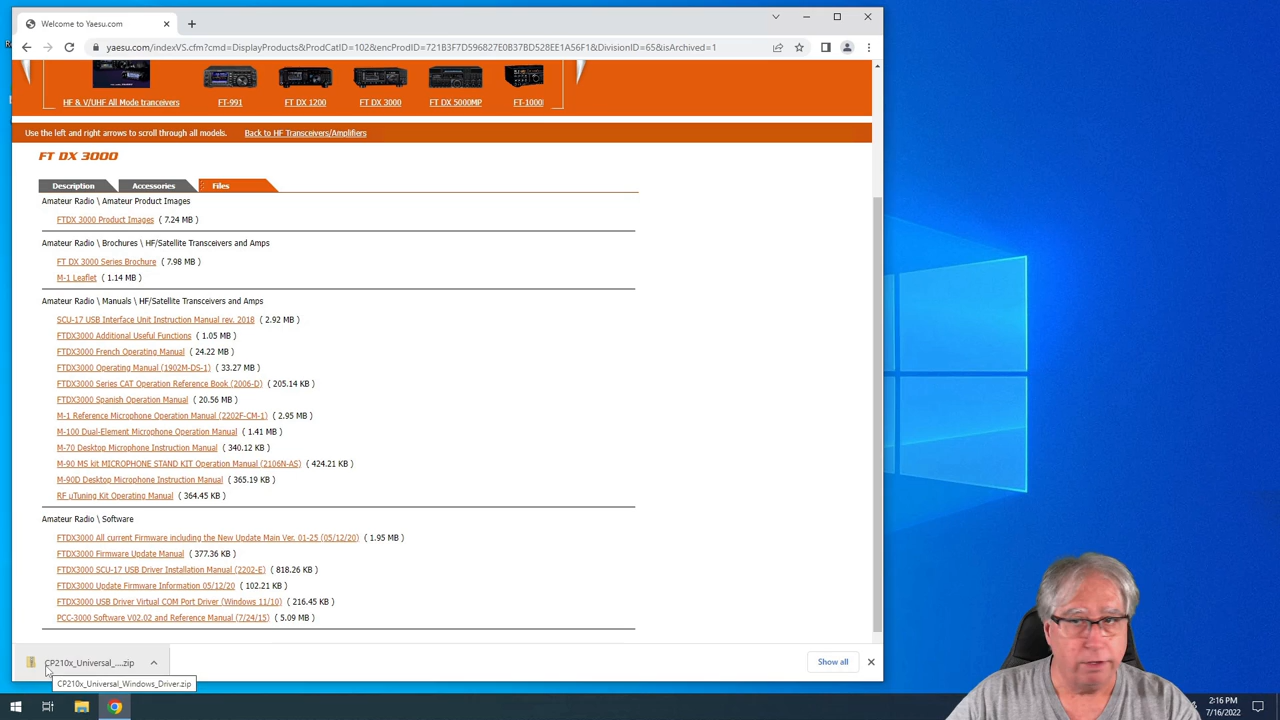 Welcome to Yaesu.com
yaesu.com/indexVS.cfm?cmd=DisplayProducts&ProdCatID=102&encProdID=721B3F7D596827E0B37BD528EE1A56F1&DivisionID=65&isArchived=1
HF & V/UHF All Mode tranceivers
FT-991
FT DX 1200
FT DX 3000
FT DX 5000MP
FT-1000
Use the left and right arrows to scroll through all models.
Back to HF Transceivers/Amplifiers
FT DX 3000
Description
Accessories
Files
Amateur Radio \ Amateur Product Images
FTDX 3000 Product Images ( 7.24 MB )
Amateur Radio \ Brochures \ HF/Satellite Transceivers and Amps
FT DX 3000 Series Brochure ( 7.98 MB )
M-1 Leaflet ( 1.14 MB )
Amateur Radio \ Manuals \ HF/Satellite Transceivers and Amps
SCU-17 USB Interface Unit Instruction Manual rev. 2018 ( 2.92 MB )
FTDX3000 Additional Useful Functions ( 1.05 MB )
FTDX3000 French Operating Manual ( 24.22 MB )
FTDX3000 Operating Manual (1902M-DS-1) ( 33.27 MB )
FTDX3000 Series CAT Operation Reference Book (2006-D) ( 205.14 KB )
FTDX3000 Spanish Operation Manual ( 20.56 MB )
M-1 Reference Microphone Operation Manual (2202F-CM-1) ( 2.95 MB )
M-100 Dual-Element Microphone Operation Manual ( 1.41 MB )
M-70 Desktop Microphone Instruction Manual ( 340.12 KB )
M-90 MS kit MICROPHONE STAND KIT Operation Manual (2106N-AS) ( 424.21 KB )
M-90D Desktop Microphone Instruction Manual ( 365.19 KB )
RF µTuning Kit Operating Manual ( 364.45 KB )
Amateur Radio \ Software
FTDX3000 All current Firmware including the New Update Main Ver. 01-25 (05/12/20) ( 1.95 MB )
FTDX3000 Firmware Update Manual ( 377.36 KB )
FTDX3000 SCU-17 USB Driver Installation Manual (2202-E) ( 818.26 KB )
FTDX3000 Update Firmware Information 05/12/20 ( 102.21 KB )
FTDX3000 USB Driver Virtual COM Port Driver (Windows 11/10) ( 216.45 KB )
PCC-3000 Software V02.02 and Reference Manual (7/24/15) ( 5.09 MB )
CP210x_Universal_....zip
Show all
CP210x_Universal_Windows_Driver.zip
2:16 PM
7/16/2022